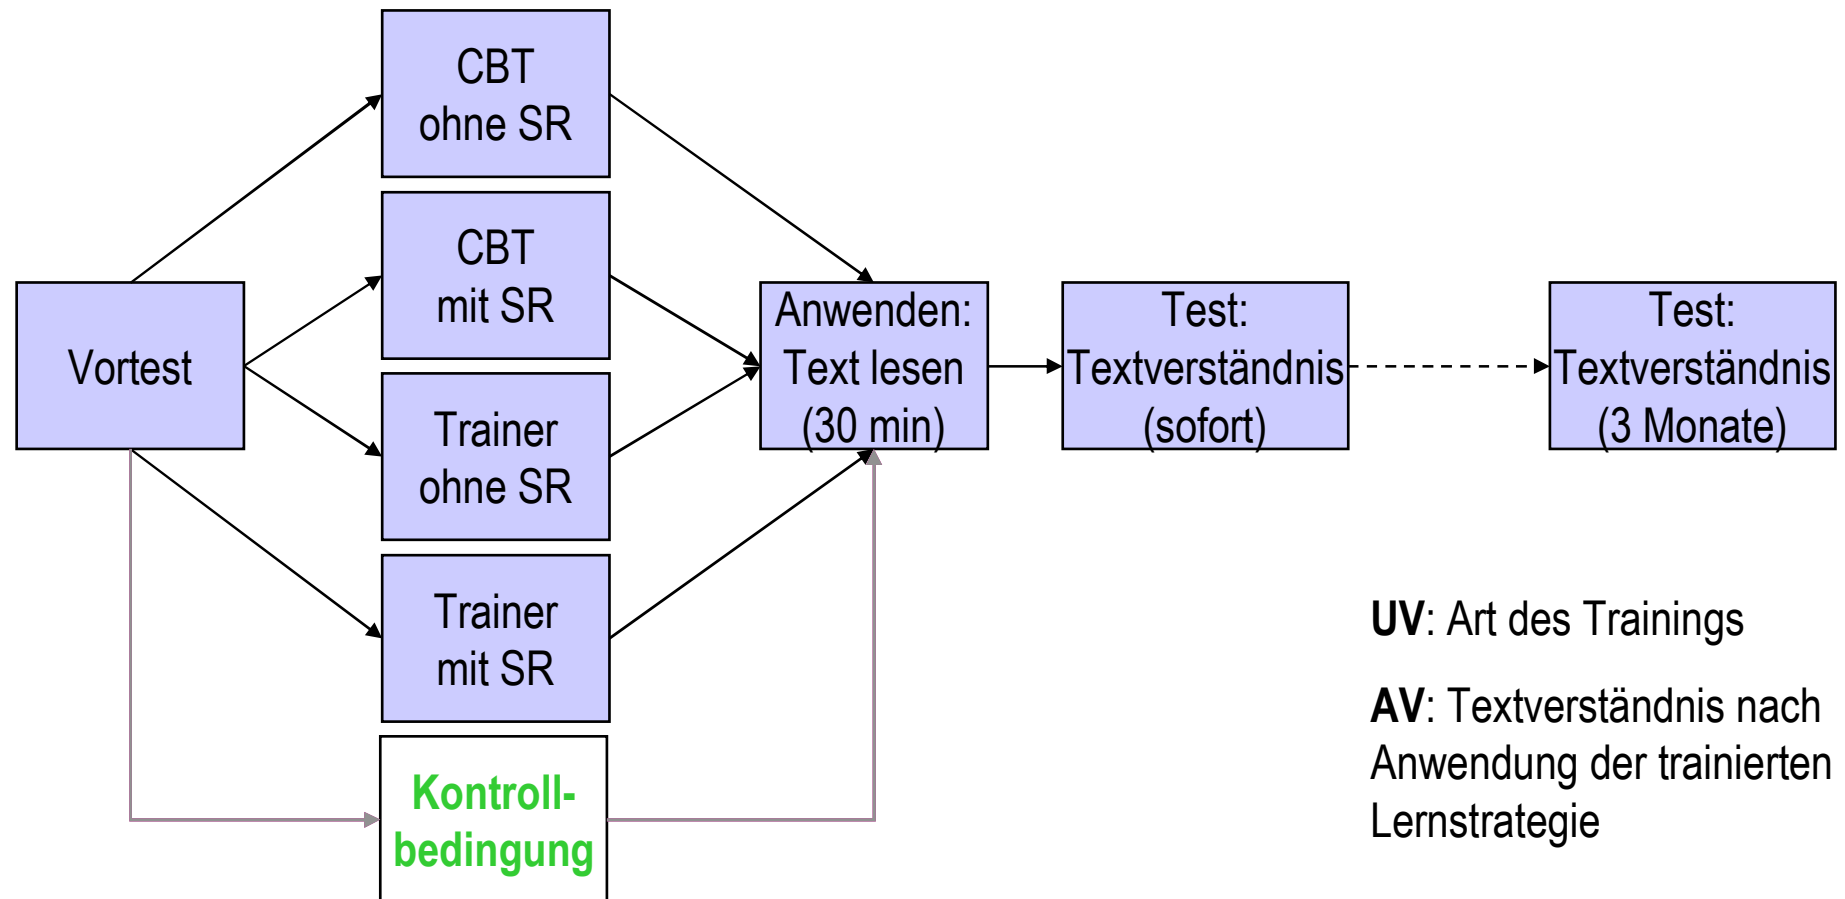 CBT
ohne SR
CBT
mit SR
Vortest
Trainer
ohne SR
Trainer
mit SR
Kontroll-
bedingung
Anwenden:
Text lesen
(30 min)
Test:
Textverständnis
(sofort)
Test:
Textverständnis
(3 Monate)
UV: Art des Trainings
AV: Textverständnis nach
Anwendung der trainierten
Lernstrategie